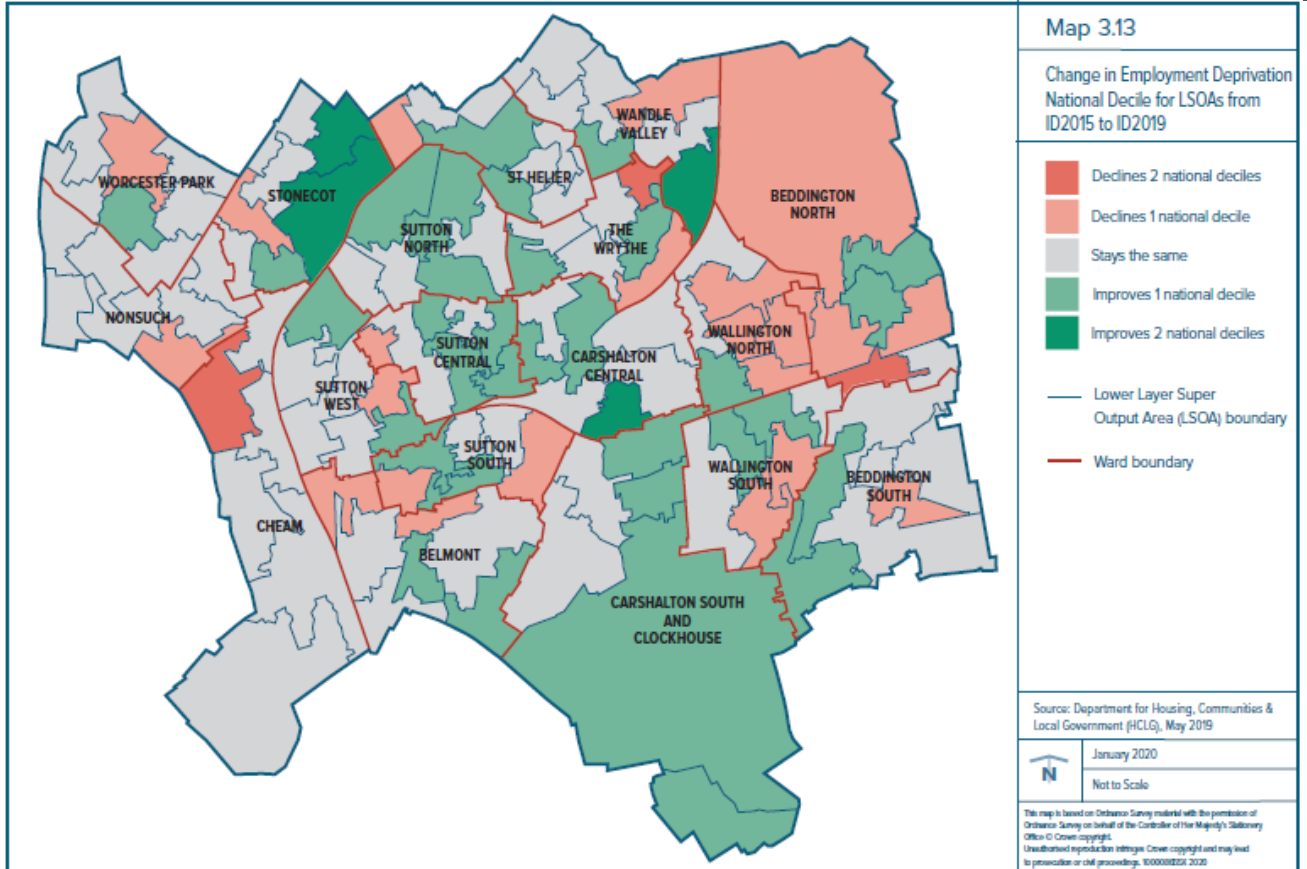 Map 3.13
Change in Employment Deprivation
National Decile for LSOAs from
ID2015 to ID2019
Declines 2 national deciles
Declines 1 national decile
Stays the same
Improves 1 national decile
Improves 2 national deciles
Lower Layer Super
Output Area (LSOA) boundary
Ward boundary
WANDLE
VALLEY
WORCESTER PARK
STONECOT
ST HELIER
BEDDINGTON
NORTH
SUTTON
NORTH
THE
WRYTHE
NONSUCH
SUTTON
CENTRAL
WALLINGTON
NORTH
CARSHALTON
CENTRAL
SUTTON
WEST
SUTTON
SOUTH
WALLINGTON
SOUTH
BEDDINGTON
SOUTH
CHEAM
BELMONT
CARSHALTON SOUTH
AND
CLOCKHOUSE
Source: Department for Housing, Communities &
Local Government (HCLG), May 2019
N
January 2020
Not to Scale
This map is based on Ordnance Survey material with the permission of
Ordnance Survey on behalf of the Controller of Her Majesty's Stationery
Office © Crown copyright.
Unauthorised reproduction infringes Crown copyright and may lead
to prosecution or civil proceedings. 2020